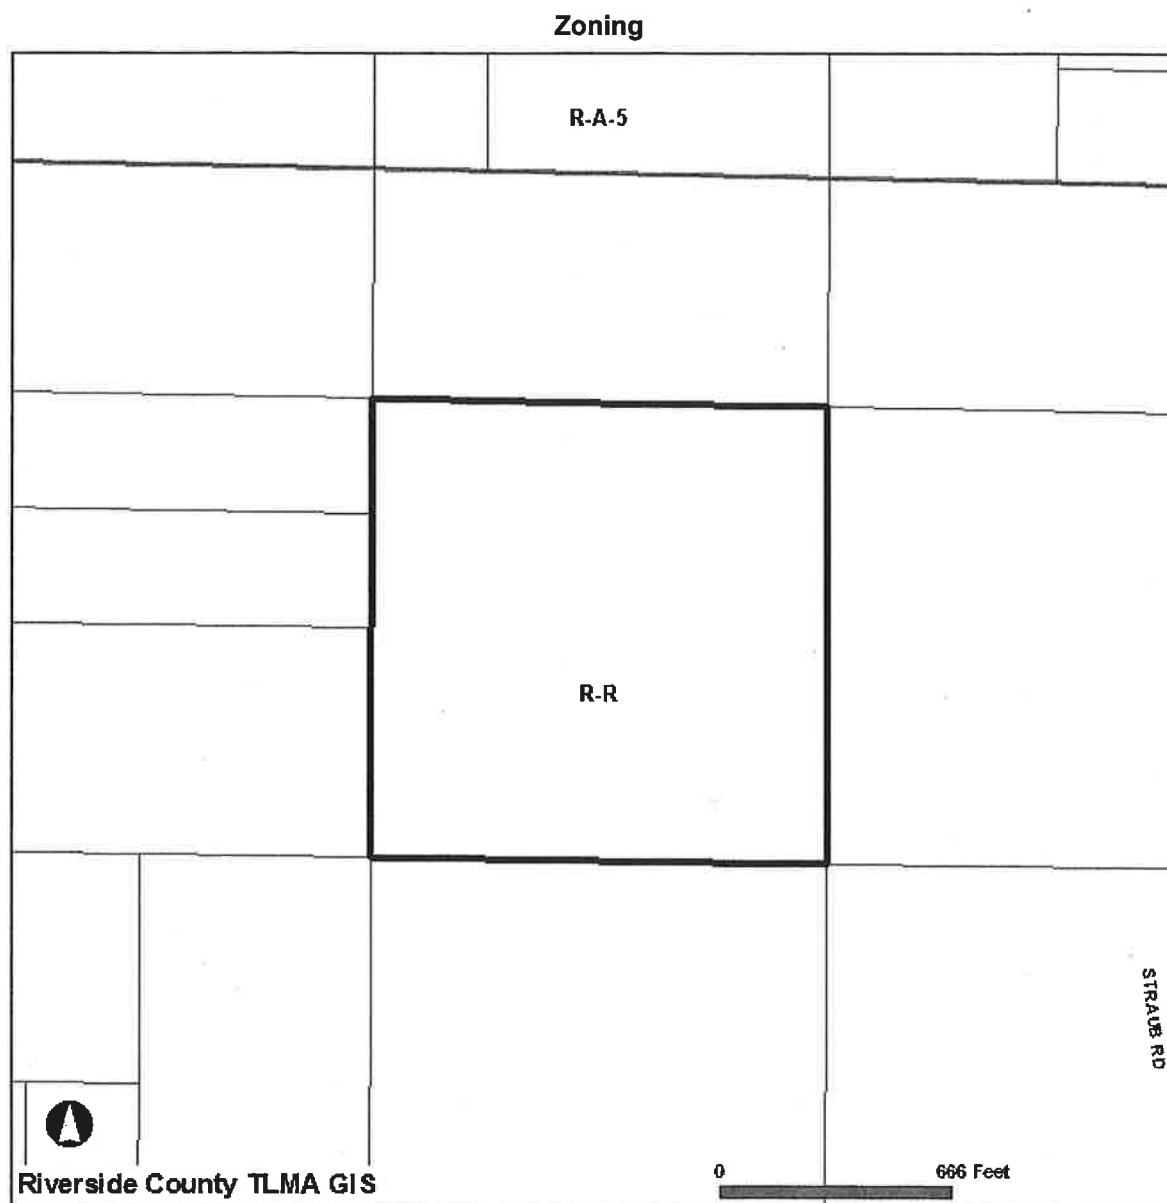 Zoning
R-A-5
R-R
STRAUB RD
Riverside County TLMA GIS
0 666 Feet